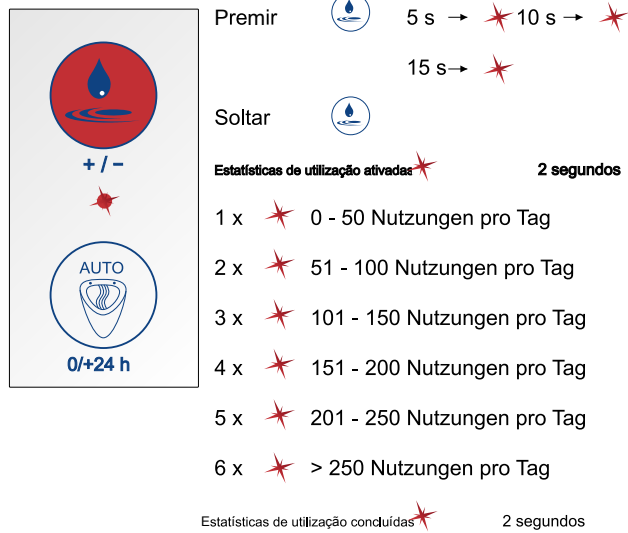 Premir 5 s → 10 s →
15 s →
Soltar
+ / −
Estatísticas de utilização ativadas 2 segundos
1 x 0 - 50 Nutzungen pro Tag
2 x 51 - 100 Nutzungen pro Tag
AUTO
3 x 101 - 150 Nutzungen pro Tag
0/+24 h
4 x 151 - 200 Nutzungen pro Tag
5 x 201 - 250 Nutzungen pro Tag
6 x > 250 Nutzungen pro Tag
Estatísticas de utilização concluídas 2 segundos